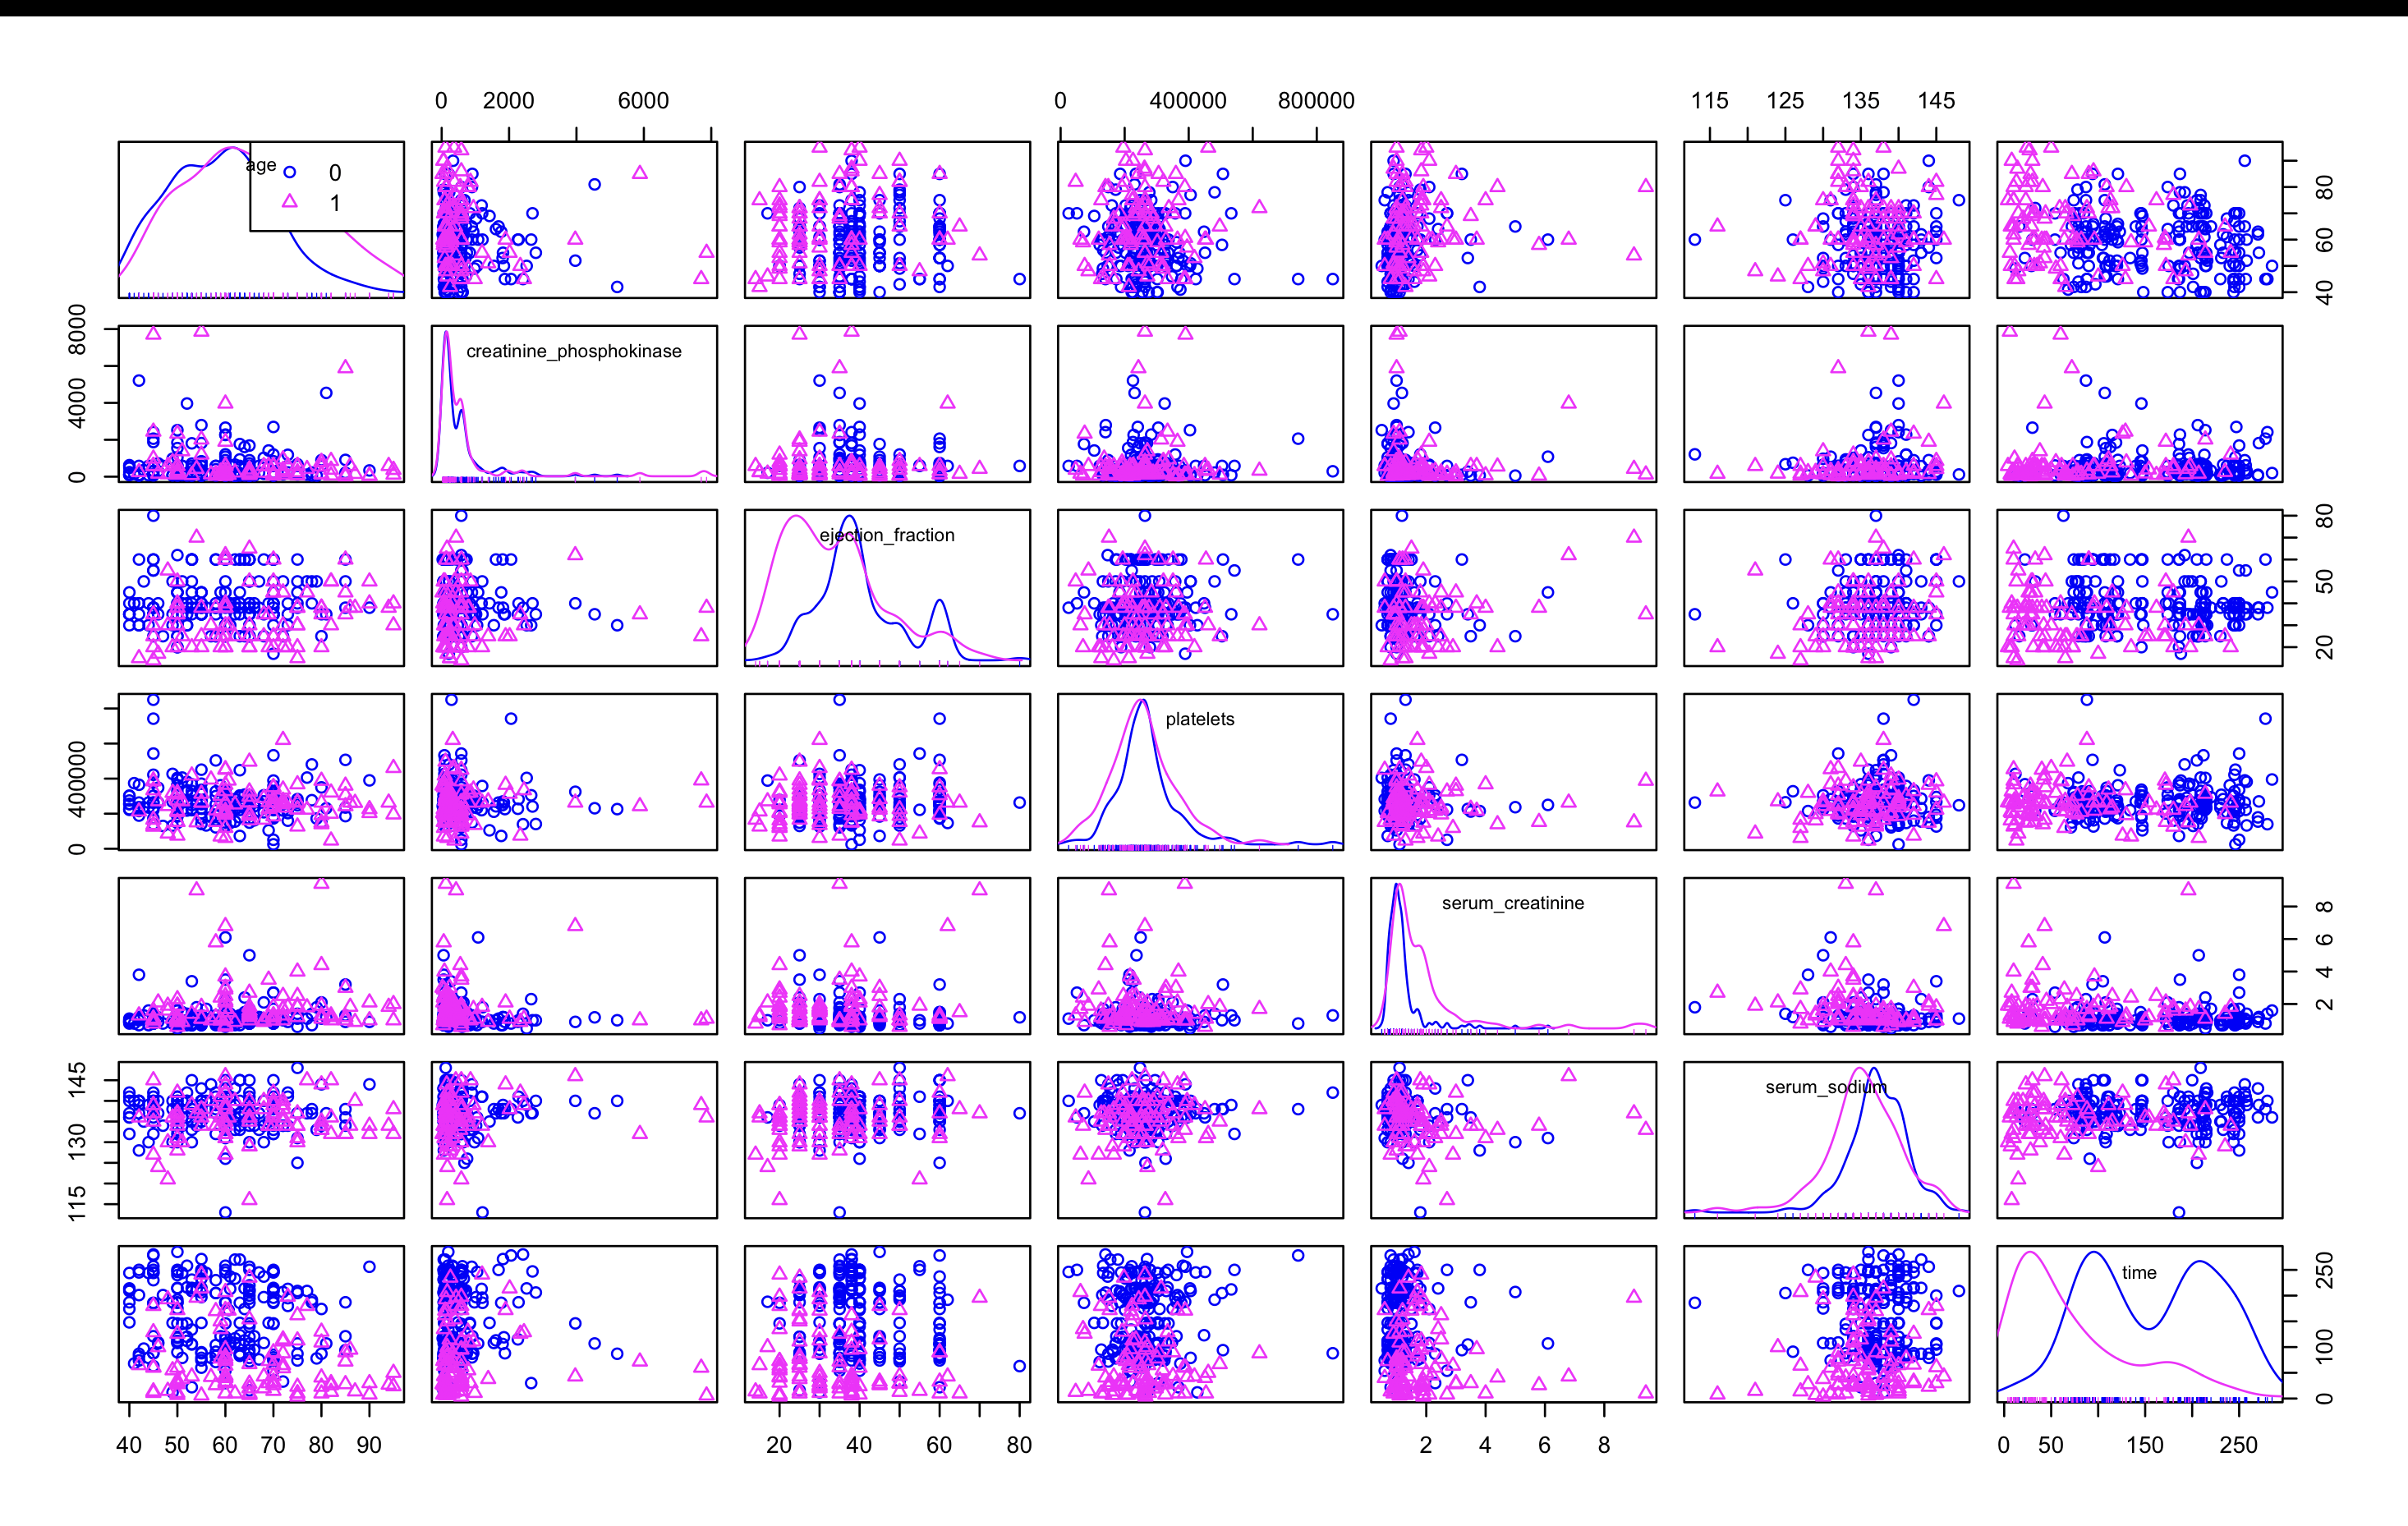 0 2000 6000 0 400000 800000 115 125 135 145
age 0
1
40 60 80
0 4000 8000 creatinine_phosphokinase
ejection_fraction 20 50 80
0 400000 platelets
serum_creatinine 2 4 6 8
115 130 145 serum_sodium
time 0 100 250
40 50 60 70 80 90 20 40 60 80 2 4 6 8 0 50 150 250